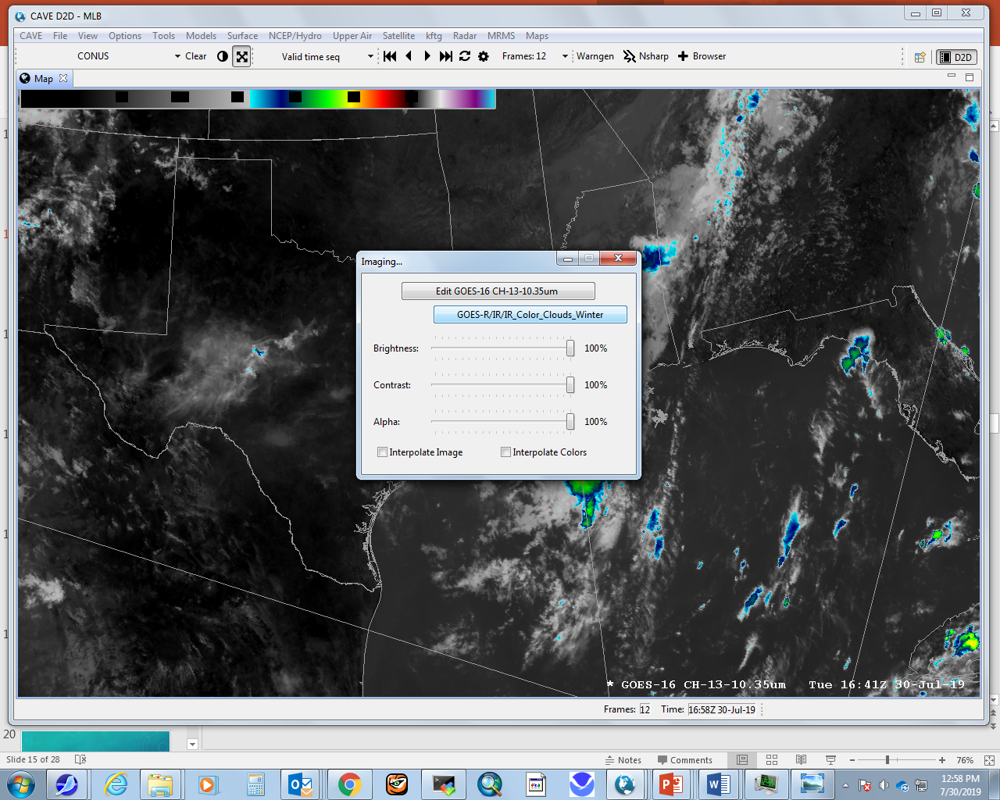 CAVE D2D - MLB
CAVE File View Options Tools Models Surface NCEP/Hydro Upper Air Satellite kftg Radar MRMS Maps
CONUS Clear Valid time seq Frames: 12 Warngen Nsharp Browser D2D
Map
Imaging...
Edit GOES-16 CH-13-10.35um
GOES-R/IR/IR_Color_Clouds_Winter
Brightness: 100%
Contrast: 100%
Alpha: 100%
Interpolate Image Interpolate Colors
* GOES-16 CH-13-10.35um Tue 16:41Z 30-Jul-19
Frames: 12 Time: 16:58Z 30-Jul-19
20
Slide 15 of 28 Notes Comments 76%
12:58 PM
7/30/2019